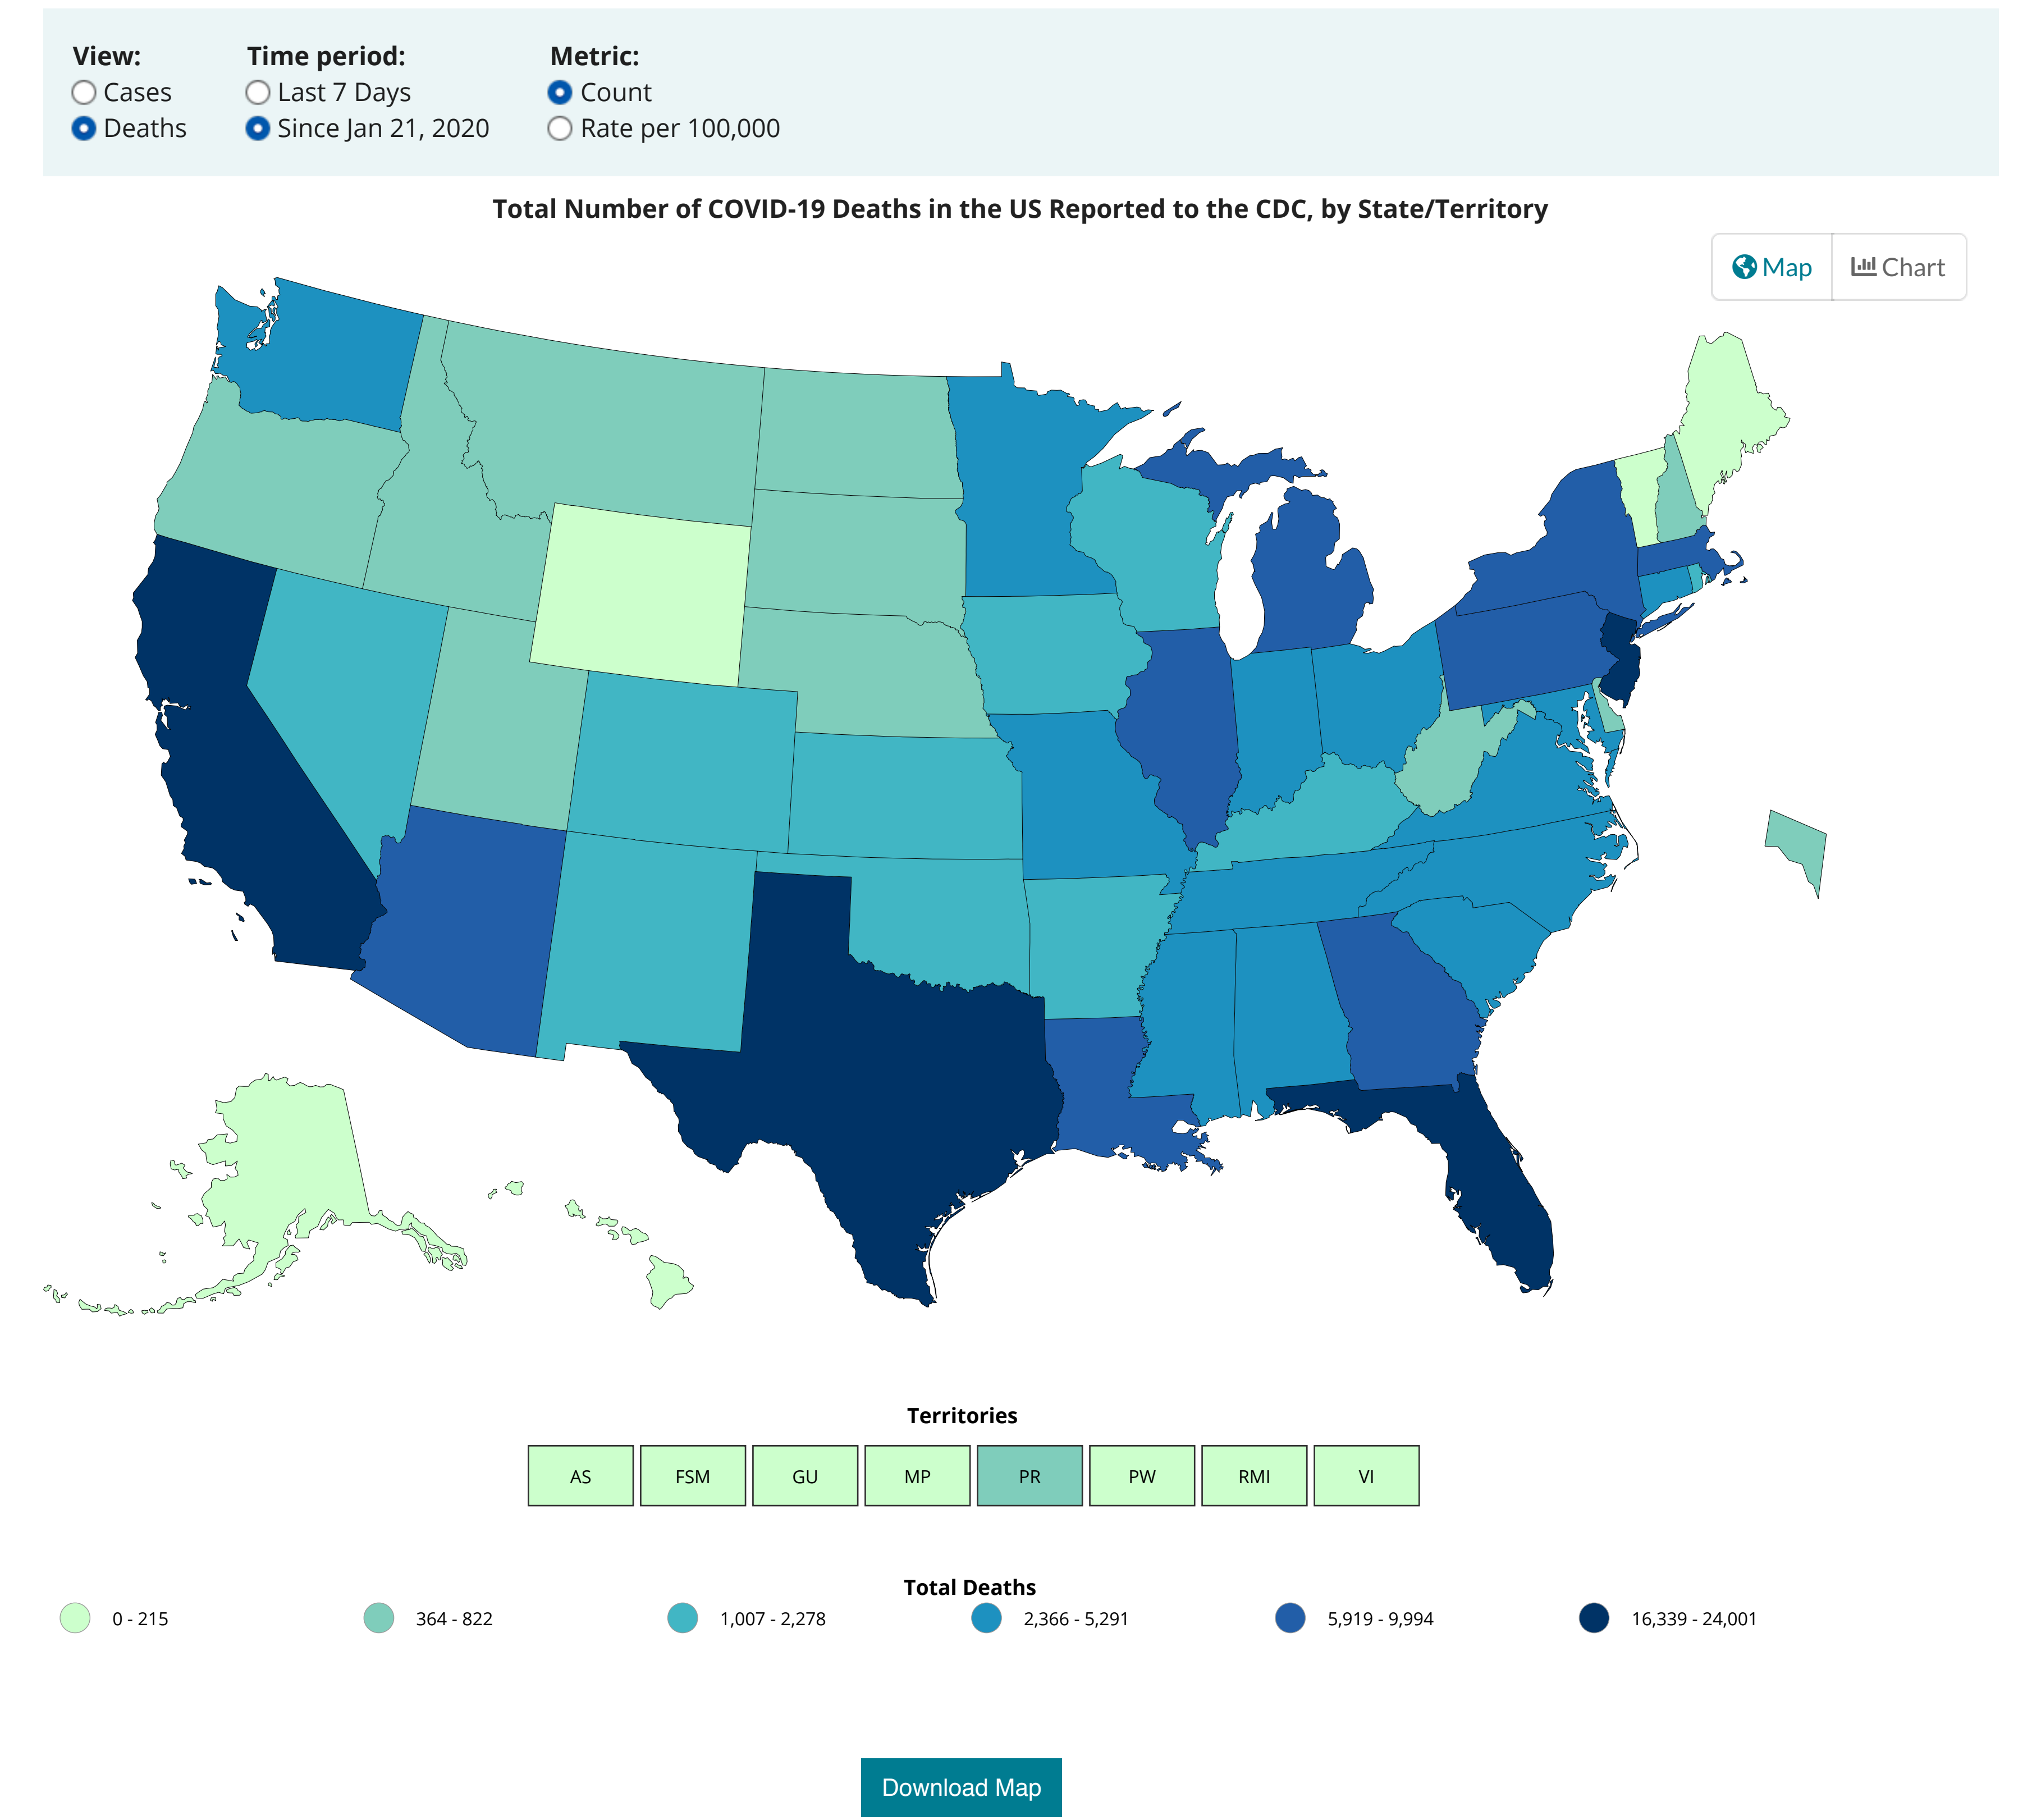 View:
Cases
Deaths
Time period:
Last 7 Days
Since Jan 21, 2020
Metric:
Count
Rate per 100,000
Total Number of COVID-19 Deaths in the US Reported to the CDC, by State/Territory
Map
Chart
Territories
AS
FSM
GU
MP
PR
PW
RMI
VI
Total Deaths
0 - 215
364 - 822
1,007 - 2,278
2,366 - 5,291
5,919 - 9,994
16,339 - 24,001
Download Map